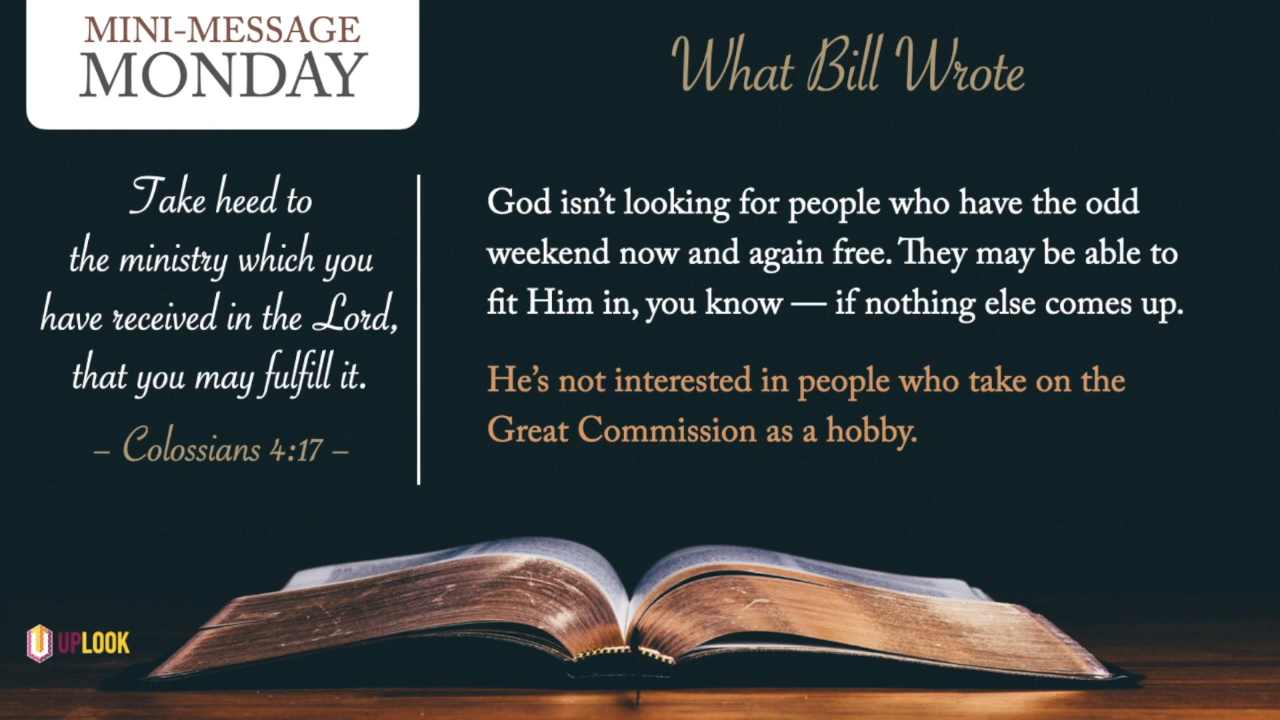 MINI-MESSAGE
MONDAY
What Bill Wrote
Take heed to
the ministry which you
have received in the Lord,
that you may fulfill it.
– Colossians 4:17 –
God isn’t looking for people who have the odd
weekend now and again free. They may be able to
fit Him in, you know — if nothing else comes up.
He’s not interested in people who take on the
Great Commission as a hobby.
UPLOOK